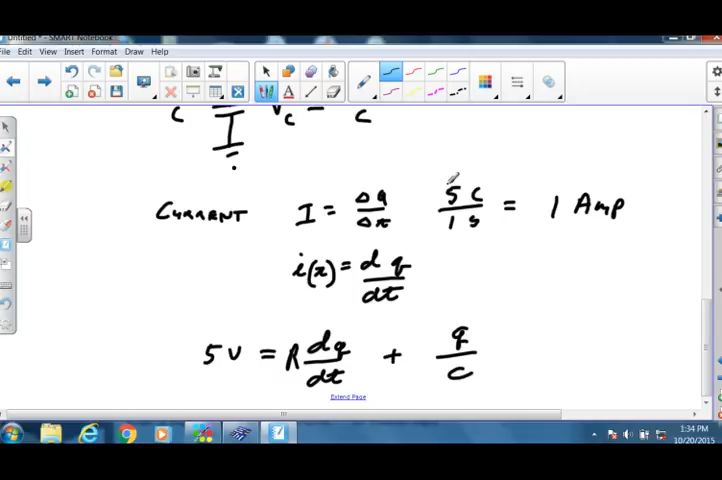 Untitled * - SMART Notebook
File Edit View Insert Format Draw Help
C V_C = C
CURRENT I = ΔQ/Δt 5 C/1 S = 1 Amp
i(t) = dq/dt
5 V = R dq/dt + q/C
Extend Page
1:34 PM
10/20/2015